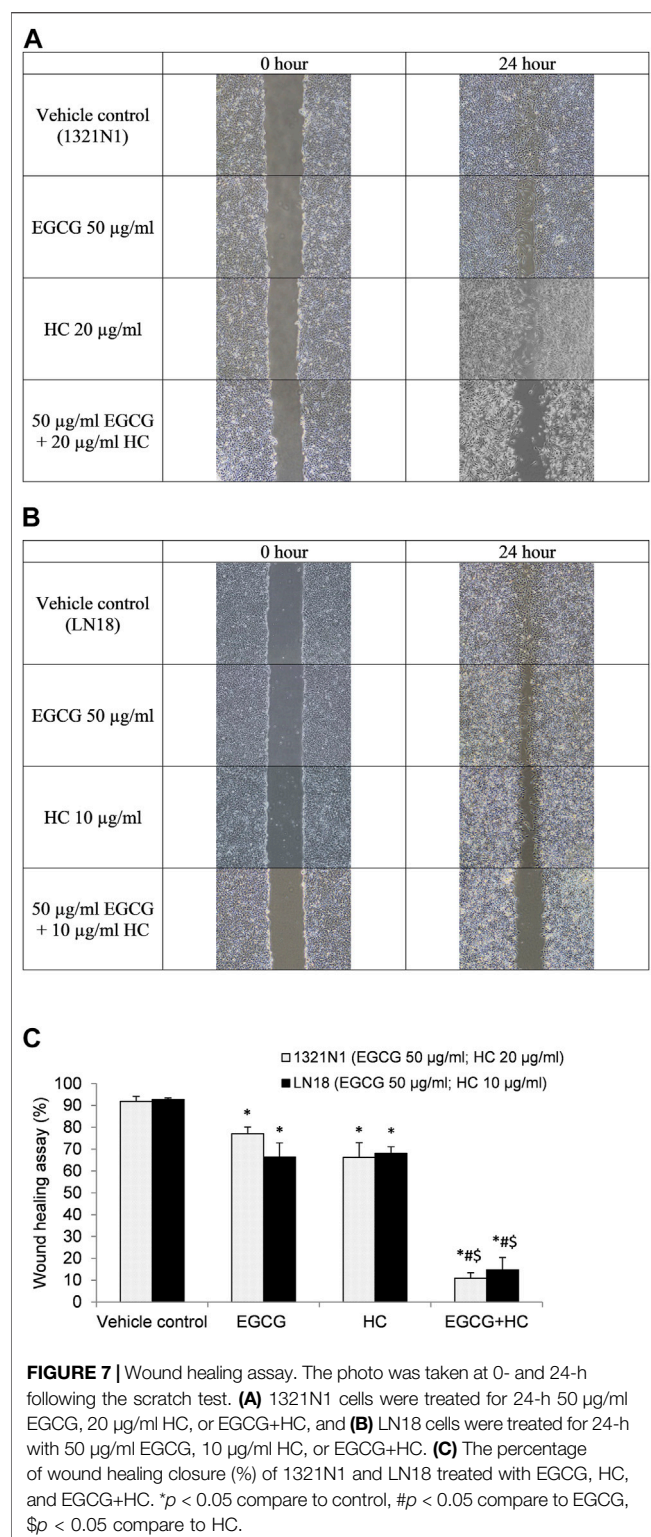 A
0 hour 24 hour
Vehicle control
(1321N1)
EGCG 50 µg/ml
HC 20 µg/ml
50 µg/ml EGCG
+ 20 µg/ml HC
B
0 hour 24 hour
Vehicle control
(LN18)
EGCG 50 µg/ml
HC 10 µg/ml
50 µg/ml EGCG
+ 10 µg/ml HC
C
1321N1 (EGCG 50 µg/ml; HC 20 µg/ml)
LN18 (EGCG 50 µg/ml; HC 10 µg/ml)
Wound healing assay (%)
100
90
80
70
60
50
40
30
20
10
0
* * * * *#$ *#$
Vehicle control EGCG HC EGCG+HC
FIGURE 7 | Wound healing assay. The photo was taken at 0- and 24-h
following the scratch test. (A) 1321N1 cells were treated for 24-h 50 µg/ml
EGCG, 20 µg/ml HC, or EGCG+HC, and (B) LN18 cells were treated for 24-h
with 50 µg/ml EGCG, 10 µg/ml HC, or EGCG+HC. (C) The percentage
of wound healing closure (%) of 1321N1 and LN18 treated with EGCG, HC,
and EGCG+HC. *p < 0.05 compare to control, #p < 0.05 compare to EGCG,
$p < 0.05 compare to HC.